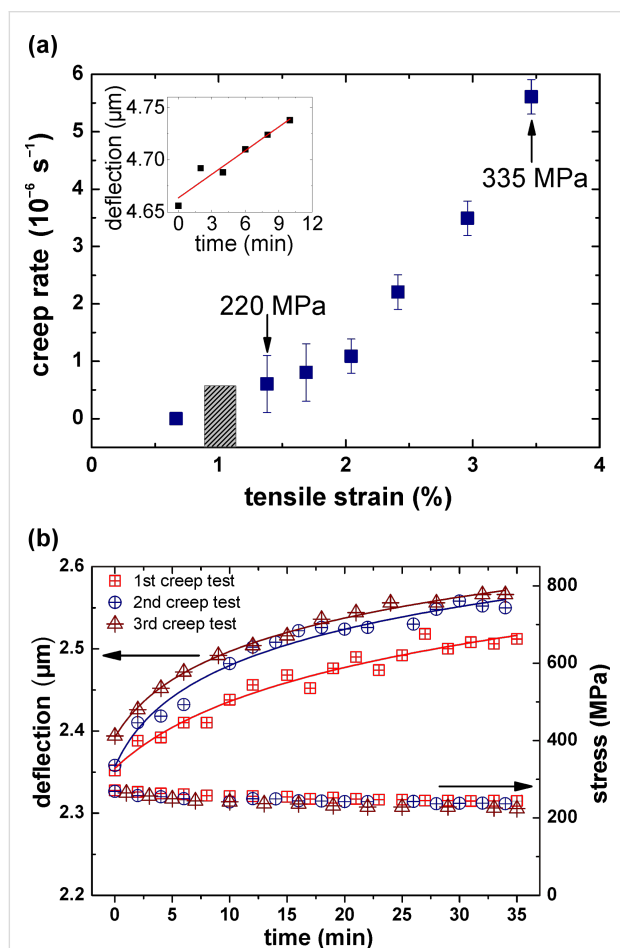 (a)
6
5
4
3
2
1
0
creep rate (10⁻⁶ s⁻¹)
4.75
4.70
4.65
deflection (μm)
0 3 6 9 12
time (min)
335 MPa
220 MPa
0 1 2 3 4
tensile strain (%)
(b)
1st creep test
2nd creep test
3rd creep test
2.6
2.5
2.4
2.3
2.2
deflection (μm)
800
600
400
200
0
stress (MPa)
0 5 10 15 20 25 30 35
time (min)